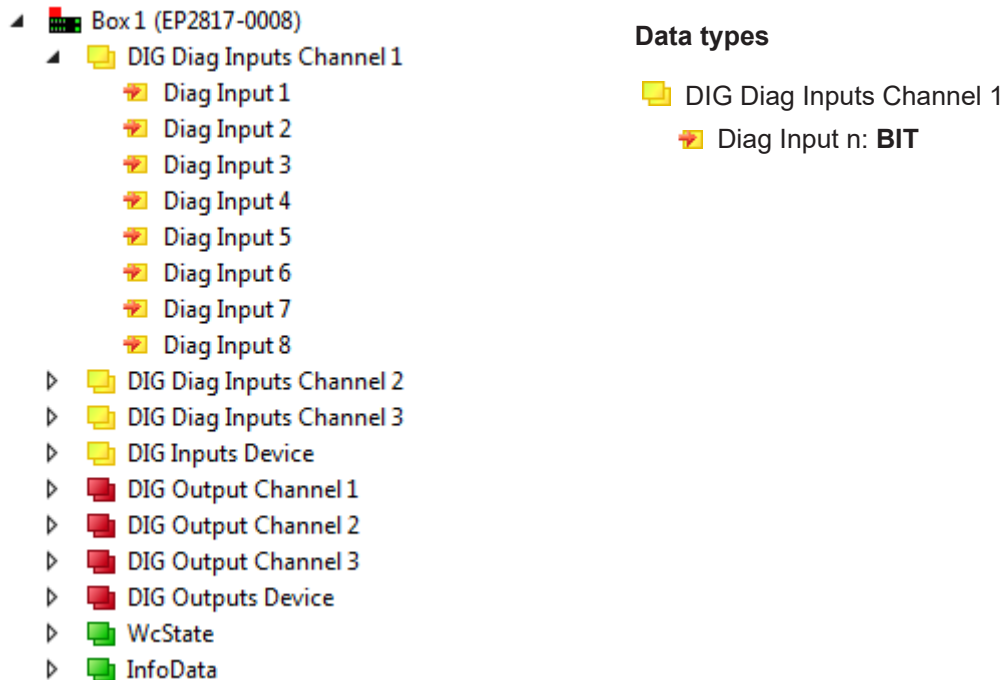 Box 1 (EP2817-0008)
DIG Diag Inputs Channel 1
Diag Input 1
Diag Input 2
Diag Input 3
Diag Input 4
Diag Input 5
Diag Input 6
Diag Input 7
Diag Input 8
DIG Diag Inputs Channel 2
DIG Diag Inputs Channel 3
DIG Inputs Device
DIG Output Channel 1
DIG Output Channel 2
DIG Output Channel 3
DIG Outputs Device
WcState
InfoData
Data types
DIG Diag Inputs Channel 1
Diag Input n: BIT